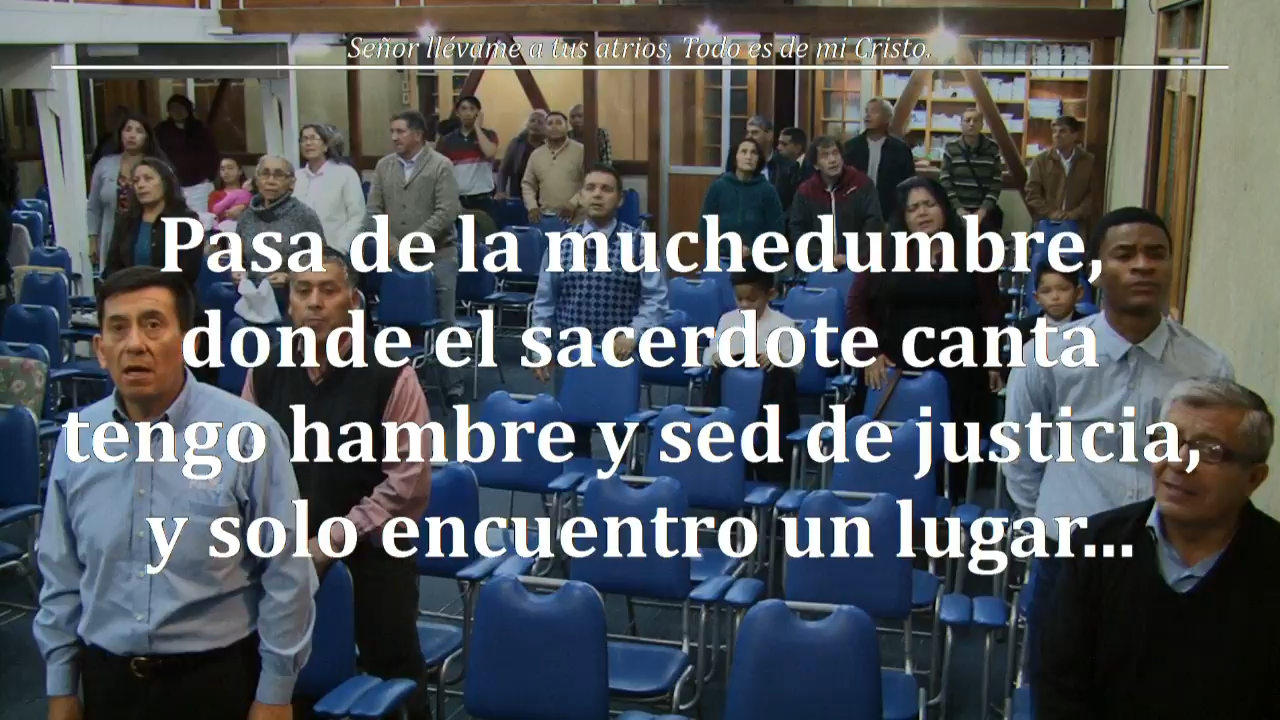 Señor llévame a tus atrios, Todo es de mi Cristo.
Pasa de la muchedumbre,
donde el sacerdote canta
tengo hambre y sed de justicia,
y solo encuentro un lugar...